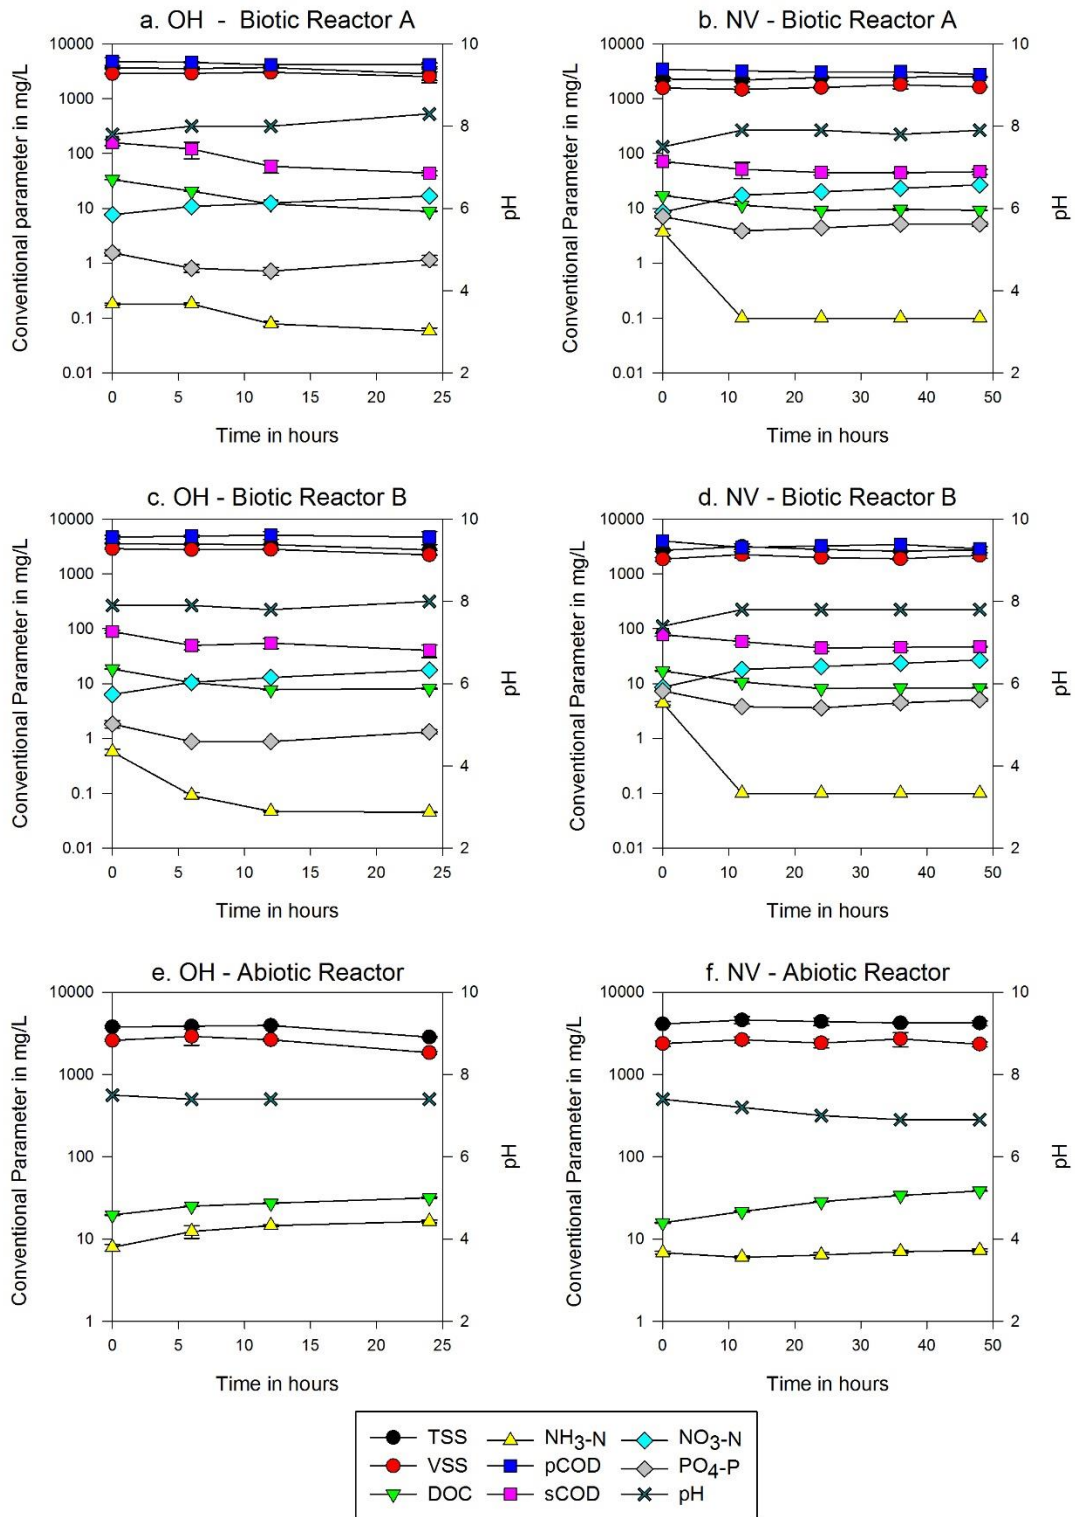 a. OH - Biotic Reactor A
b. NV - Biotic Reactor A
Conventional parameter in mg/L
10000
1000
100
10
1
0.1
0.01
10
8
6
4
2
pH
0 5 10 15 20 25
Time in hours
Conventional Parameter in mg/L
10000
1000
100
10
1
0.1
0.01
10
8
6
4
2
pH
0 10 20 30 40 50
Time in hours
c. OH - Biotic Reactor B
d. NV - Biotic Reactor B
Conventional Parameter in mg/L
10000
1000
100
10
1
0.1
0.01
10
8
6
4
2
pH
0 5 10 15 20 25
Time in hours
Conventional Parameter in mg/L
10000
1000
100
10
1
0.1
0.01
10
8
6
4
2
pH
0 10 20 30 40 50
Time in hours
e. OH - Abiotic Reactor
f. NV - Abiotic Reactor
Conventional Parameter in mg/L
10000
1000
100
10
1
10
8
6
4
2
pH
0 5 10 15 20 25
Time in hours
Conventional Parameter in mg/L
10000
1000
100
10
1
10
8
6
4
2
pH
0 10 20 30 40 50
Time in hours
TSS NH₃-N NO₃-N
VSS pCOD PO₄-P
DOC sCOD pH